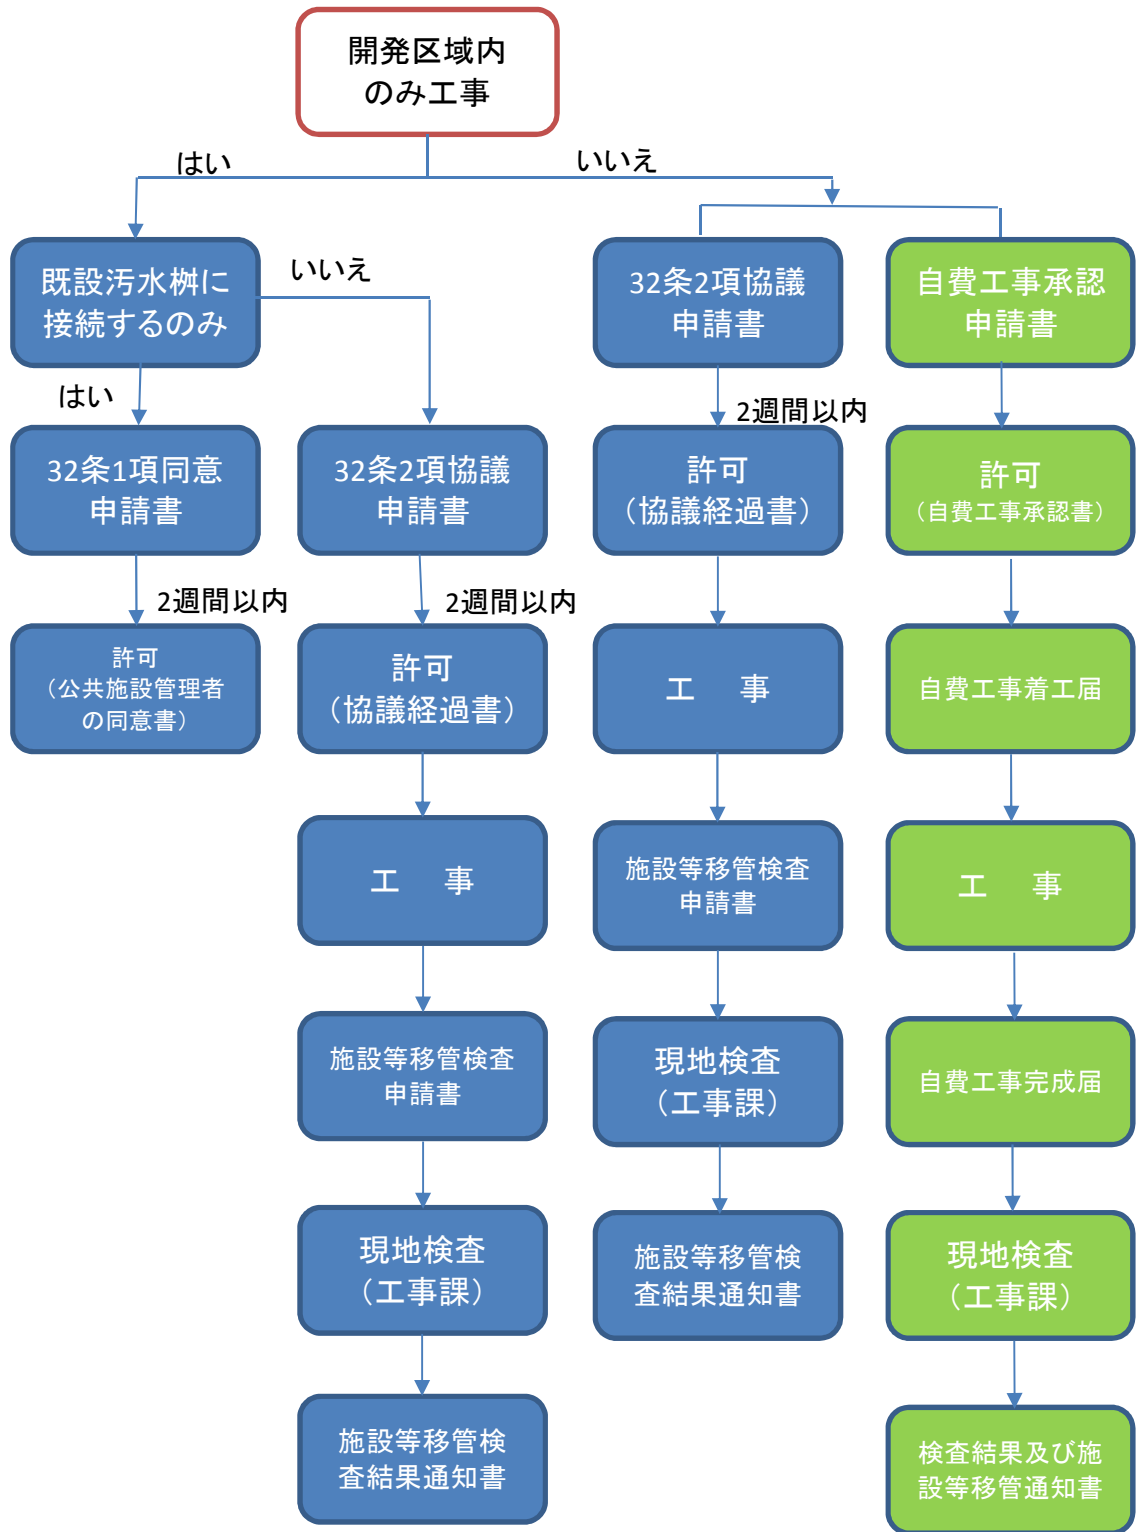 開発区域内
のみ工事
はい
いいえ
既設汚水桝に
接続するのみ
いいえ
32条2項協議
申請書
自費工事承認
申請書
はい
2週間以内
32条1項同意
申請書
32条2項協議
申請書
許可
（協議経過書）
許可
（自費工事承認書）
2週間以内
2週間以内
許可
（公共施設管理者
の同意書）
許可
（協議経過書）
工　事
自費工事着工届
工　事
施設等移管検査
申請書
工　事
施設等移管検査
申請書
現地検査
（工事課）
自費工事完成届
現地検査
（工事課）
施設等移管検
査結果通知書
現地検査
（工事課）
施設等移管検
査結果通知書
検査結果及び施
設等移管通知書